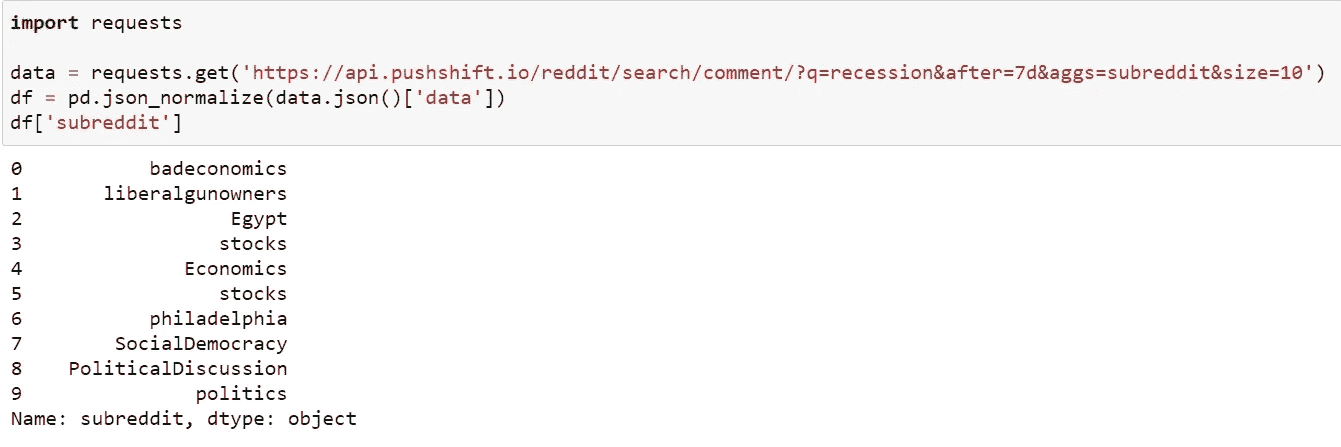 import requests
data = requests.get('https://api.pushshift.io/reddit/search/comment/?q=recession&after=7d&aggs=subreddit&size=10')
df = pd.json_normalize(data.json()['data'])
df['subreddit']
0 badeconomics
1 liberalgunowners
2 Egypt
3 stocks
4 Economics
5 stocks
6 philadelphia
7 SocialDemocracy
8 PoliticalDiscussion
9 politics
Name: subreddit, dtype: object